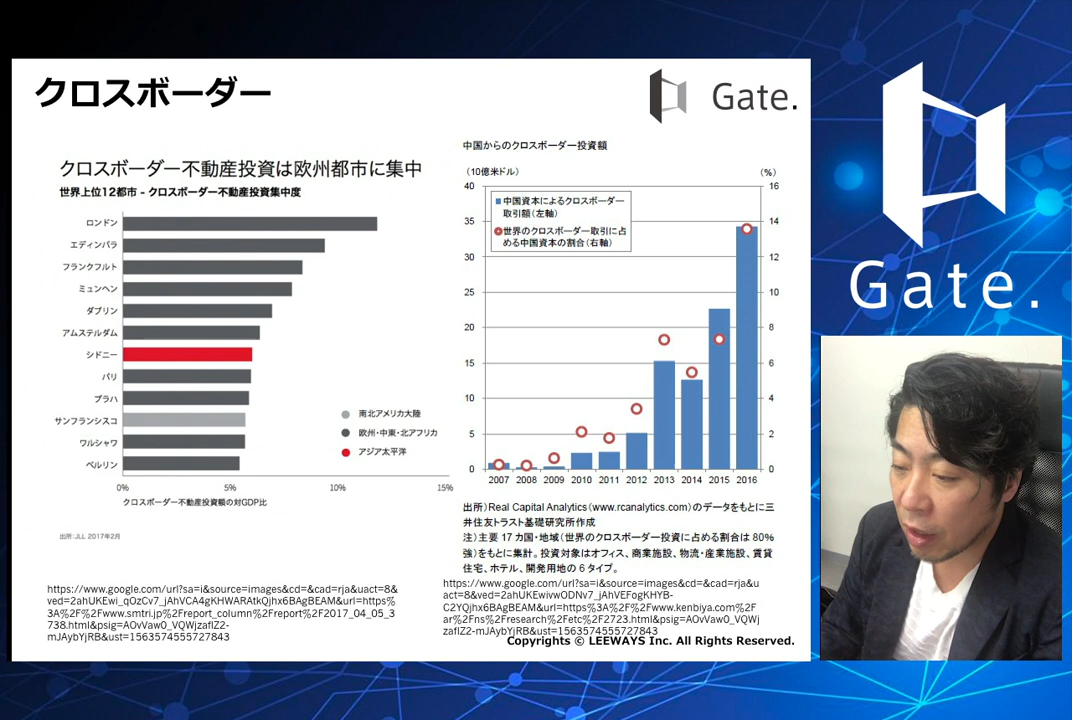 クロスボーダー
Gate.
クロスボーダー不動産投資は欧州都市に集中
世界上位12都市 - クロスボーダー不動産投資集中度
ロンドン
エディンバラ
フランクフルト
ミュンヘン
ダブリン
アムステルダム
シドニー
パリ
プラハ
サンフランシスコ
ワルシャワ
ベルリン
南北アメリカ大陸
欧州・中東・北アフリカ
アジア太平洋
0% 5% 10% 15%
クロスボーダー不動産投資額の対GDP比
出所:JLL 2017年2月
https://www.google.com/url?sa=i&source=images&cd=&cad=rja&uact=8&
ved=2ahUKEwi_qOzCv7_jAhVCA4gKHWARAtkQjhx6BAgBEAM&url=https%
3A%2F%2Fwww.smtri.jp%2Freport_column%2Freport%2F2017_04_05_3
738.html&psig=AOvVaw0_VQWjzaflZ2-
mJAybYjRB&ust=1563574555727843
中国からのクロスボーダー投資額
（10億米ドル）
（%）
中国資本によるクロスボーダー
取引額（左軸）
世界のクロスボーダー取引に占
める中国資本の割合（右軸）
40
35
30
25
20
15
10
5
0
16
14
12
10
8
6
4
2
0
2007 2008 2009 2010 2011 2012 2013 2014 2015 2016
出所）Real Capital Analytics（www.rcanalytics.com）のデータをもとに三
井住友トラスト基礎研究所作成
注）主要 17 カ国・地域（世界のクロスボーダー投資に占める割合は 80%
強）をもとに集計。投資対象はオフィス、商業施設、物流・産業施設、賃貸
住宅、ホテル、開発用地の 6 タイプ。
https://www.google.com/url?sa=i&source=images&cd=&cad=rja&u
act=8&ved=2ahUKEwivwODNv7_jAhVEFogKHYB-
C2YQjhx6BAgBEAM&url=https%3A%2F%2Fwww.kenbiya.com%2F
ar%2Fns%2Fresearch%2Fetc%2F2723.html&psig=AOvVaw0_VQWj
zaflZ2-mJAybYjRB&ust=1563574555727843
Copyrights © LEEWAYS Inc. All Rights Reserved.
Gate.